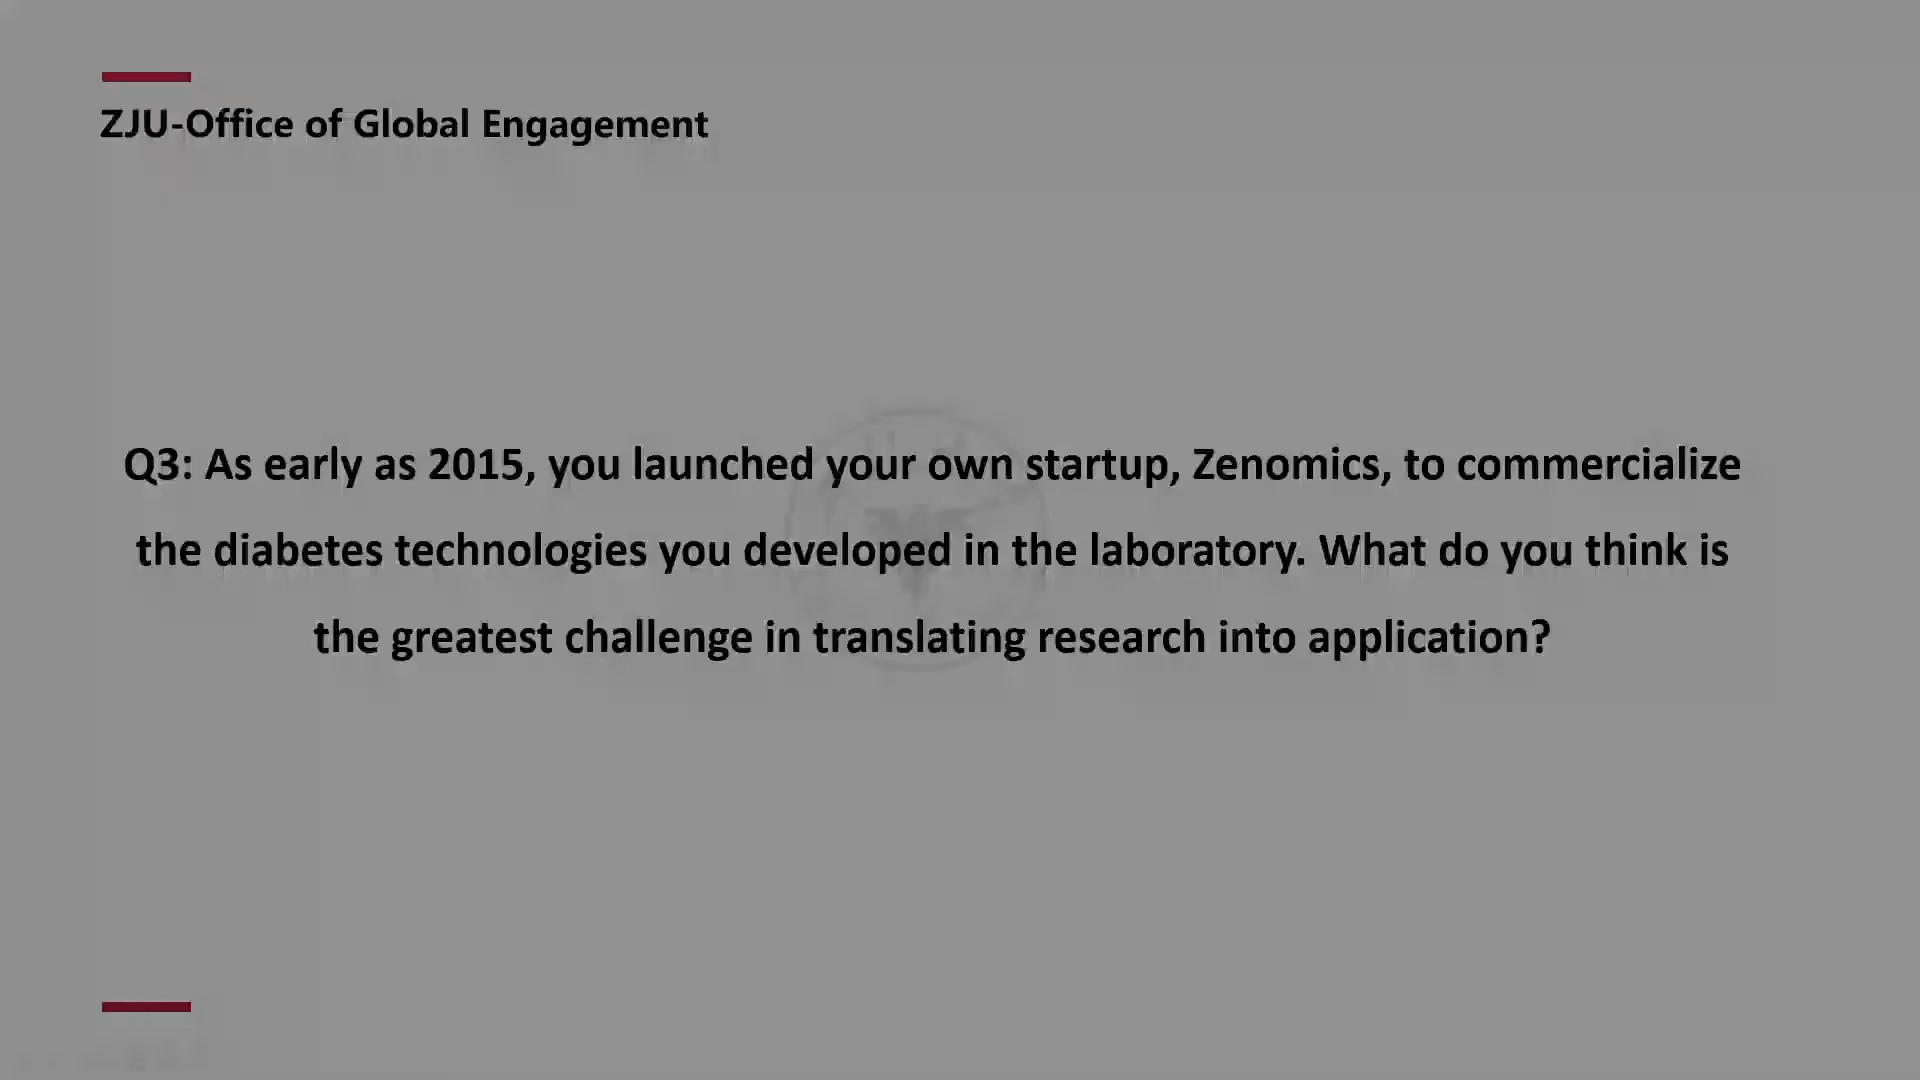 ZJU-Office of Global Engagement
Q3: As early as 2015, you launched your own startup, Zenomics, to commercialize
the diabetes technologies you developed in the laboratory. What do you think is
the greatest challenge in translating research into application?